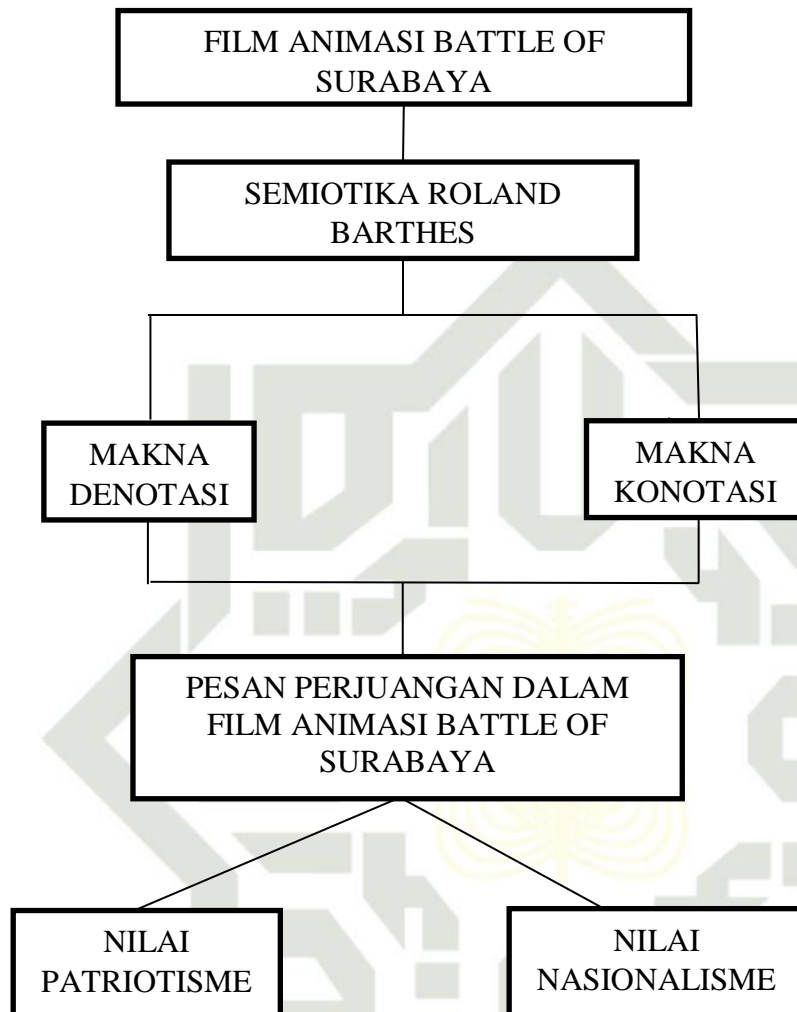 FILM ANIMASI BATTLE OF
SURABAYA
SEMIOTIKA ROLAND
BARTHES
MAKNA
DENOTASI
MAKNA
KONOTASI
PESAN PERJUANGAN DALAM
FILM ANIMASI BATTLE OF
SURABAYA
NILAI
PATRIOTISME
NILAI
NASIONALISME